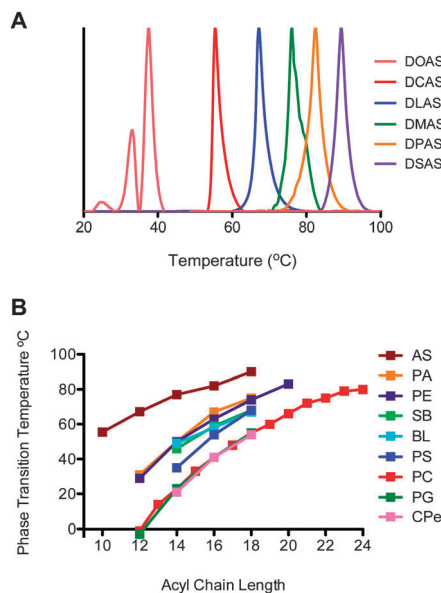 A
DOAS
DCAS
DLAS
DMAS
DPAS
DSAS
20 40 60 80 100
Temperature (ºC)
B
Phase Transition Temperature ºC
100
80
60
40
20
0
10 12 14 16 18 20 22 24
Acyl Chain Length
AS
PA
PE
SB
BL
PS
PC
PG
CPe